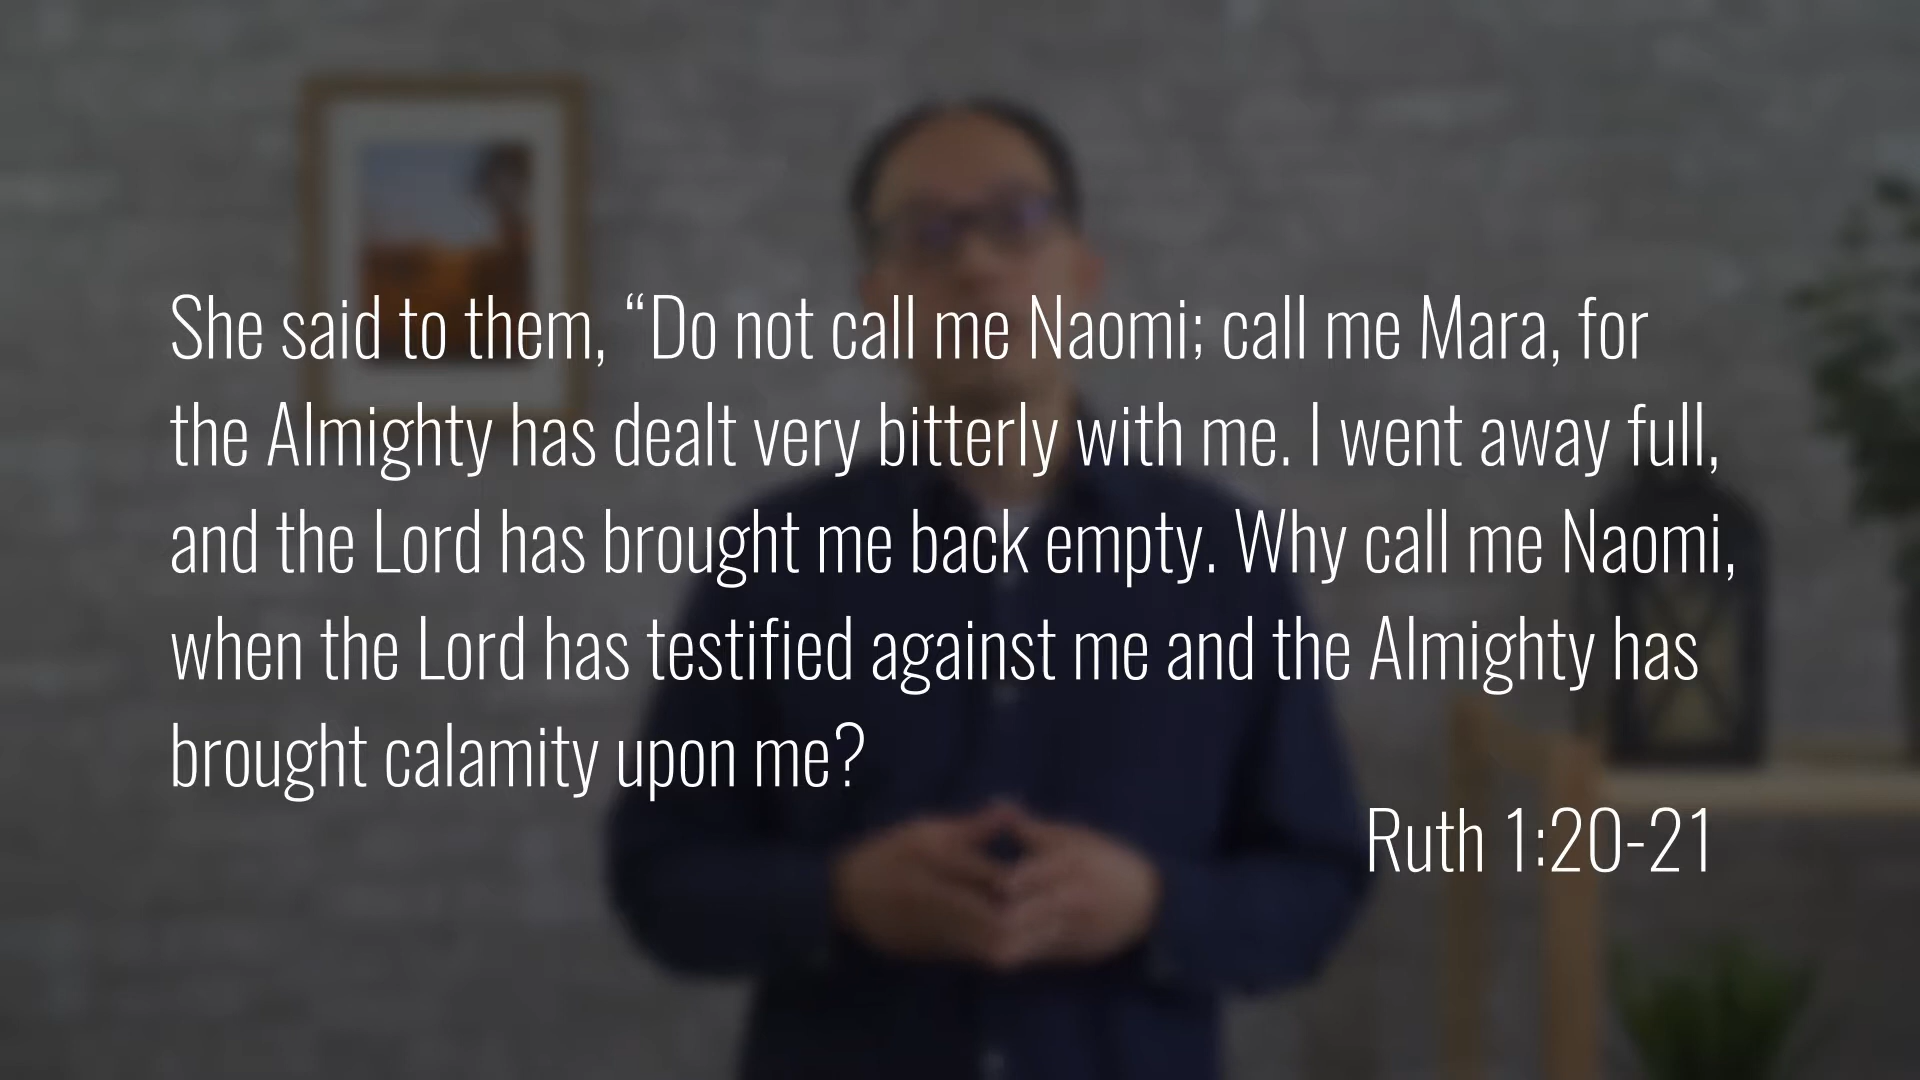 She said to them, “Do not call me Naomi; call me Mara, for
the Almighty has dealt very bitterly with me. I went away full,
and the Lord has brought me back empty. Why call me Naomi,
when the Lord has testified against me and the Almighty has
brought calamity upon me?
Ruth 1:20-21